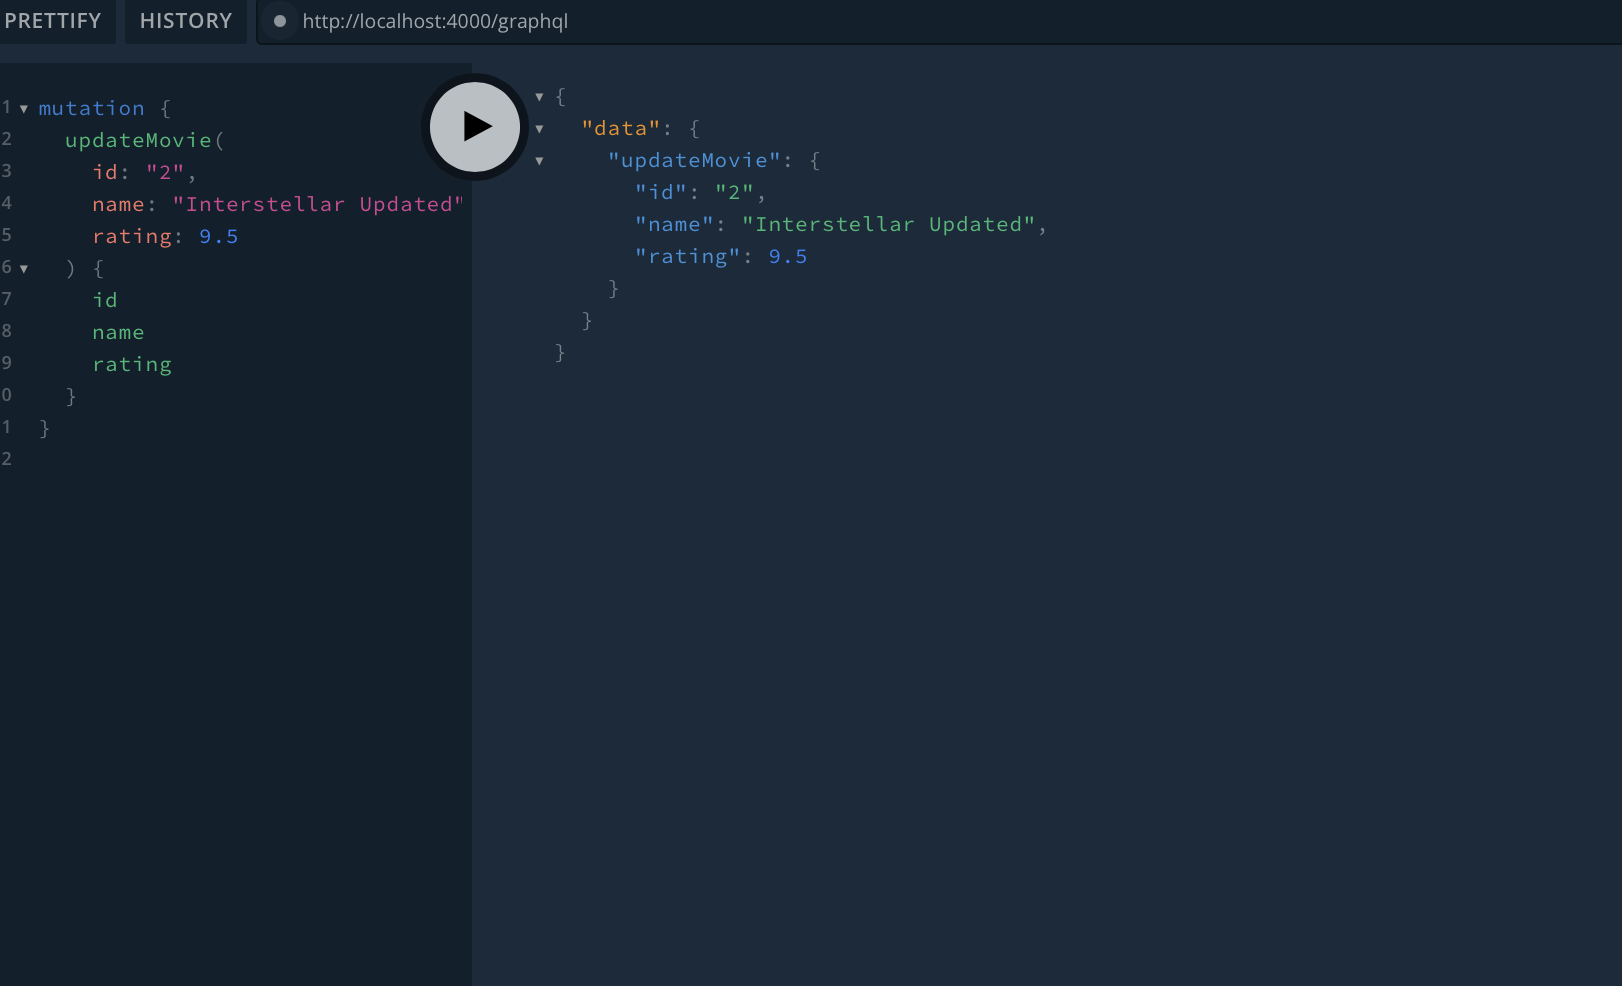 PRETTIFY HISTORY http://localhost:4000/graphql
1 mutation {
2 updateMovie(
3 id: "2",
4 name: "Interstellar Updated"
5 rating: 9.5
6 ) {
7 id
8 name
9 rating
0 }
1 }
2
{
"data": {
"updateMovie": {
"id": "2",
"name": "Interstellar Updated",
"rating": 9.5
}
}
}